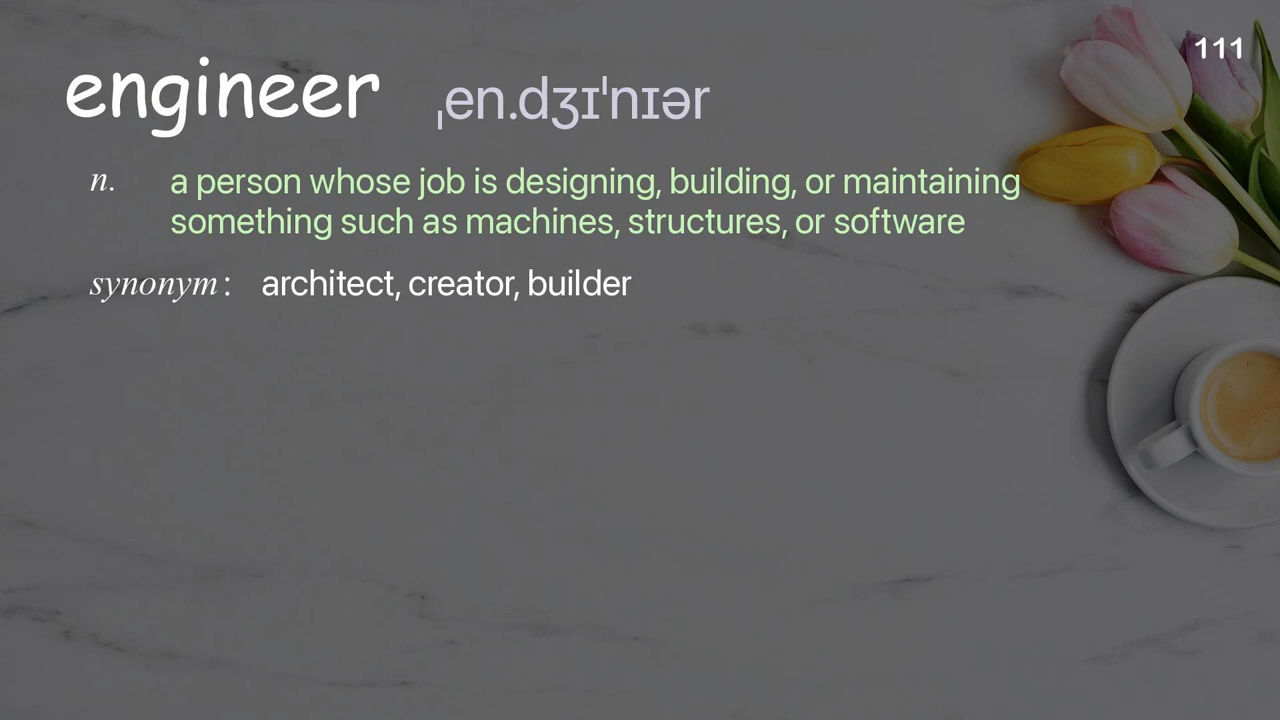 111
engineer ˌen.dʒɪˈnɪər
n. a person whose job is designing, building, or maintaining
something such as machines, structures, or software
synonym: architect, creator, builder